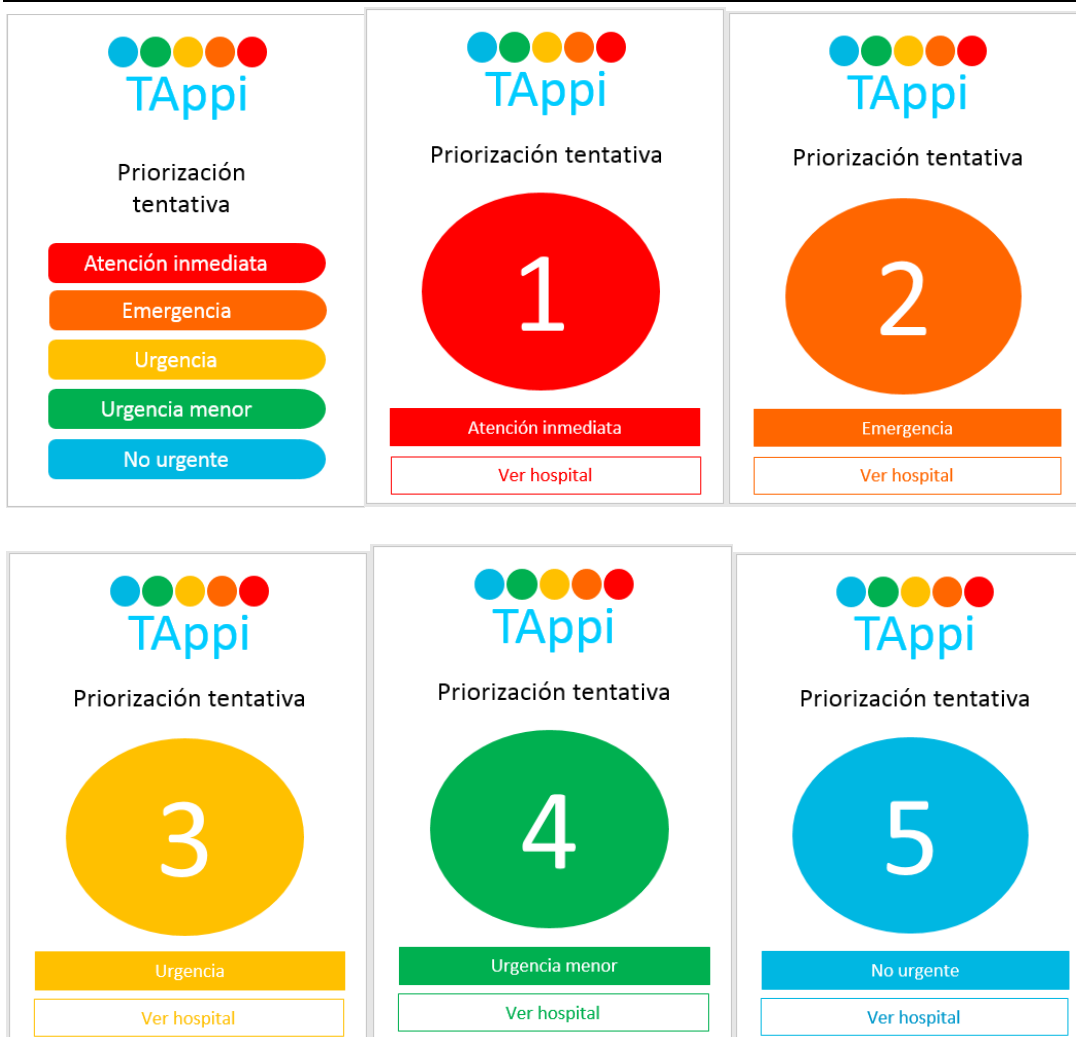 TAppi
Priorización
tentativa
Atención inmediata
Emergencia
Urgencia
Urgencia menor
No urgente
TAppi
Priorización tentativa
1
Atención inmediata
Ver hospital
TAppi
Priorización tentativa
2
Emergencia
Ver hospital
TAppi
Priorización tentativa
3
Urgencia
Ver hospital
TAppi
Priorización tentativa
4
Urgencia menor
Ver hospital
TAppi
Priorización tentativa
5
No urgente
Ver hospital